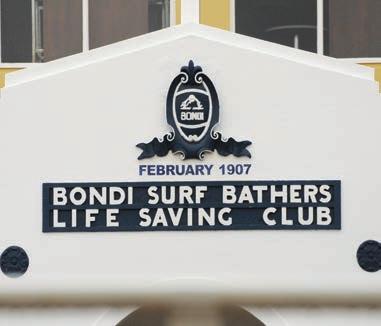 BONDI
FEBRUARY 1907
BONDI SURF BATHERS
LIFE SAVING CLUB